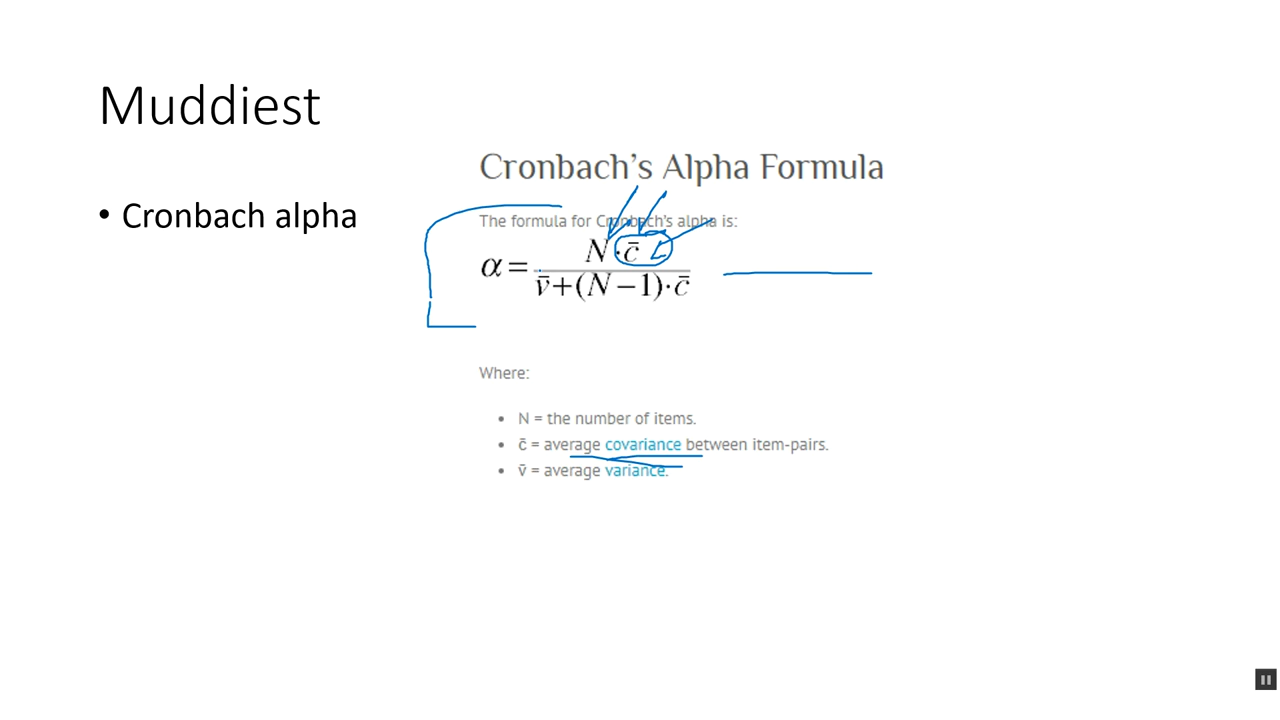 Muddiest
• Cronbach alpha
Cronbach's Alpha Formula
The formula for Cronbach's alpha is:
α = N · c̄ / v̄ + (N − 1) · c̄
Where:
• N = the number of items.
• c̄ = average covariance between item-pairs.
• v̄ = average variance.